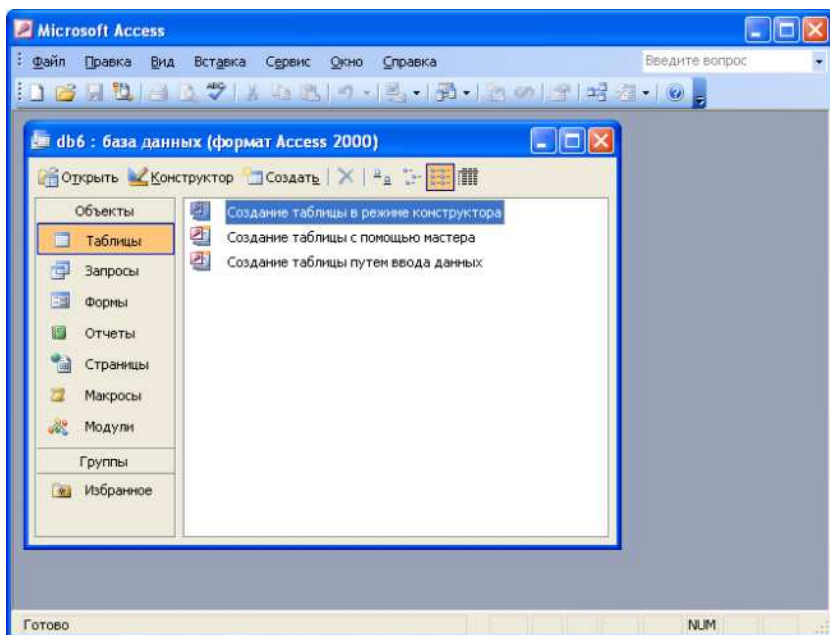 Microsoft Access
Файл Правка Вид Вставка Сервис Окно Справка Введите вопрос
db6 : база данных (формат Access 2000)
Открыть Конструктор Создать
Объекты
Таблицы
Запросы
Формы
Отчеты
Страницы
Макросы
Модули
Группы
Избранное
Создание таблицы в режиме конструктора
Создание таблицы с помощью мастера
Создание таблицы путем ввода данных
Готово NUM